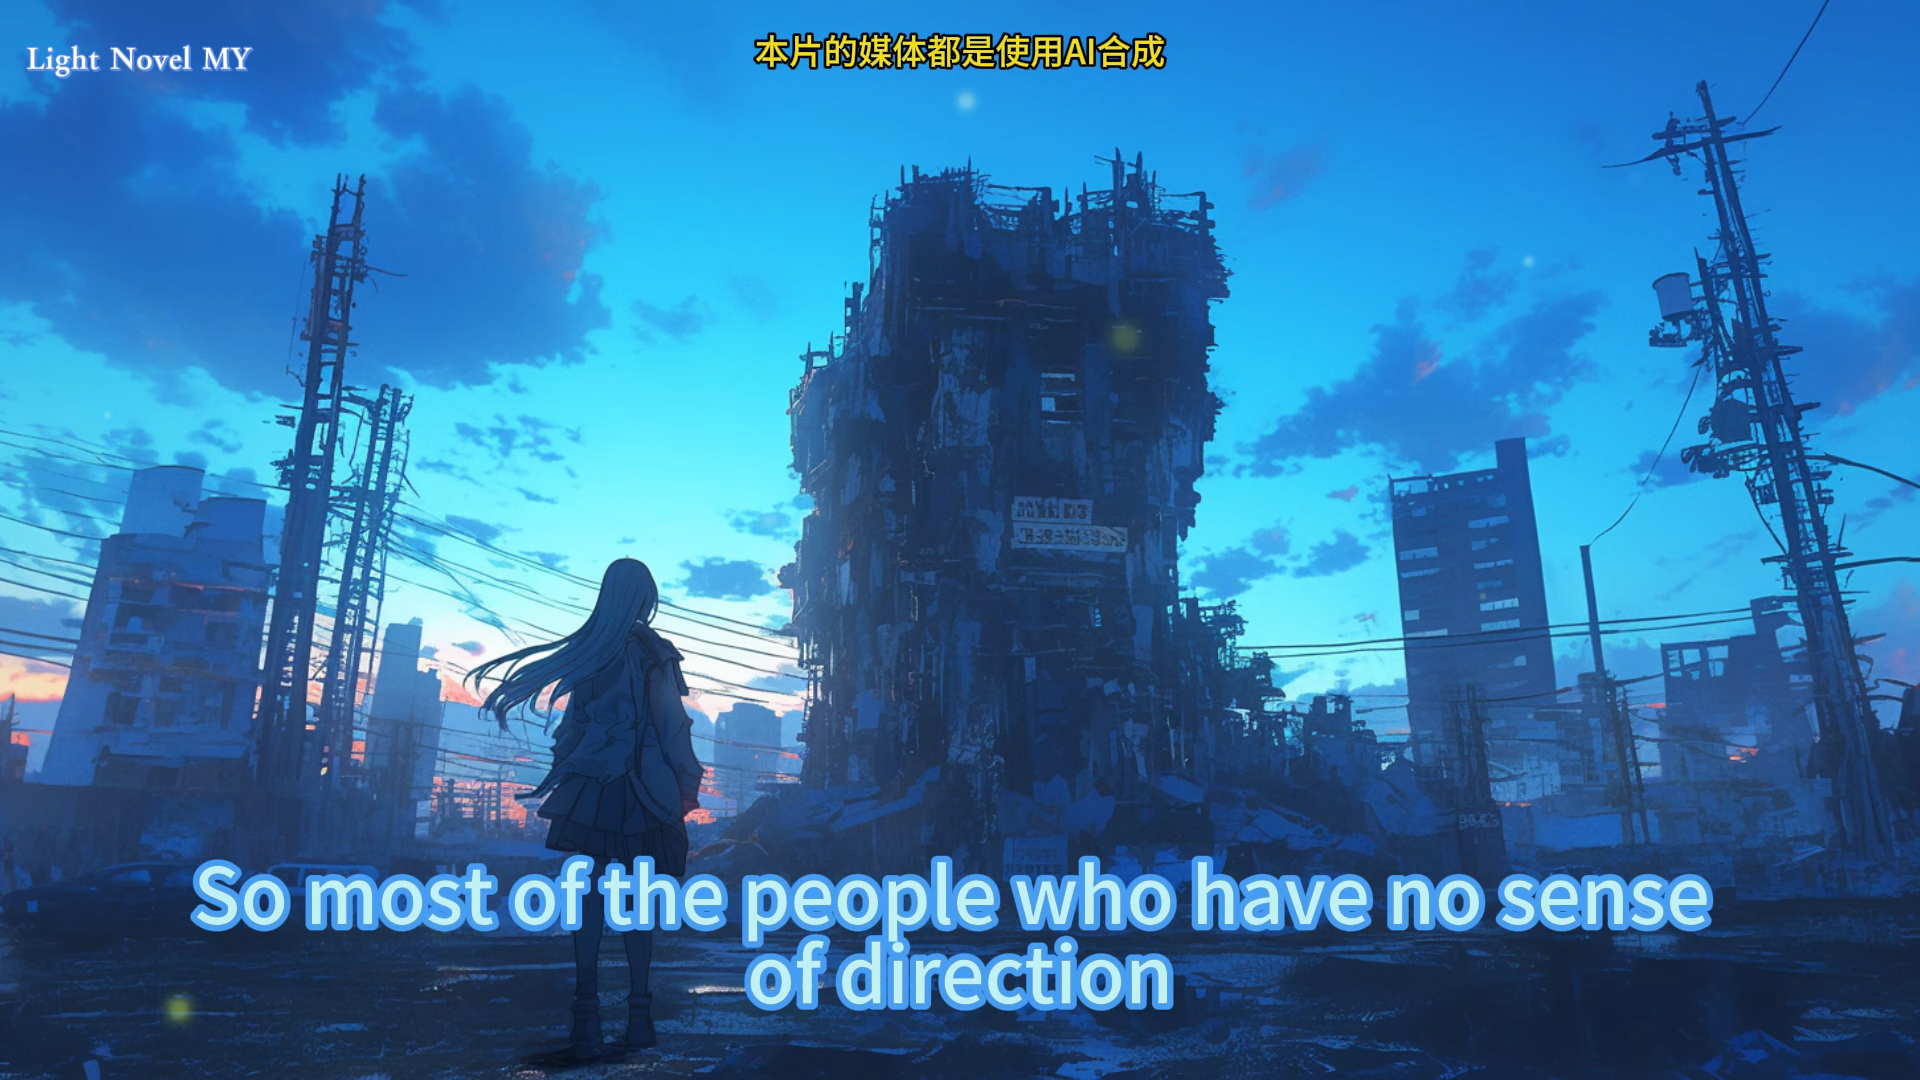 本片的媒体都是使用AI合成
Light Novel MY
So most of the people who have no sense
of direction